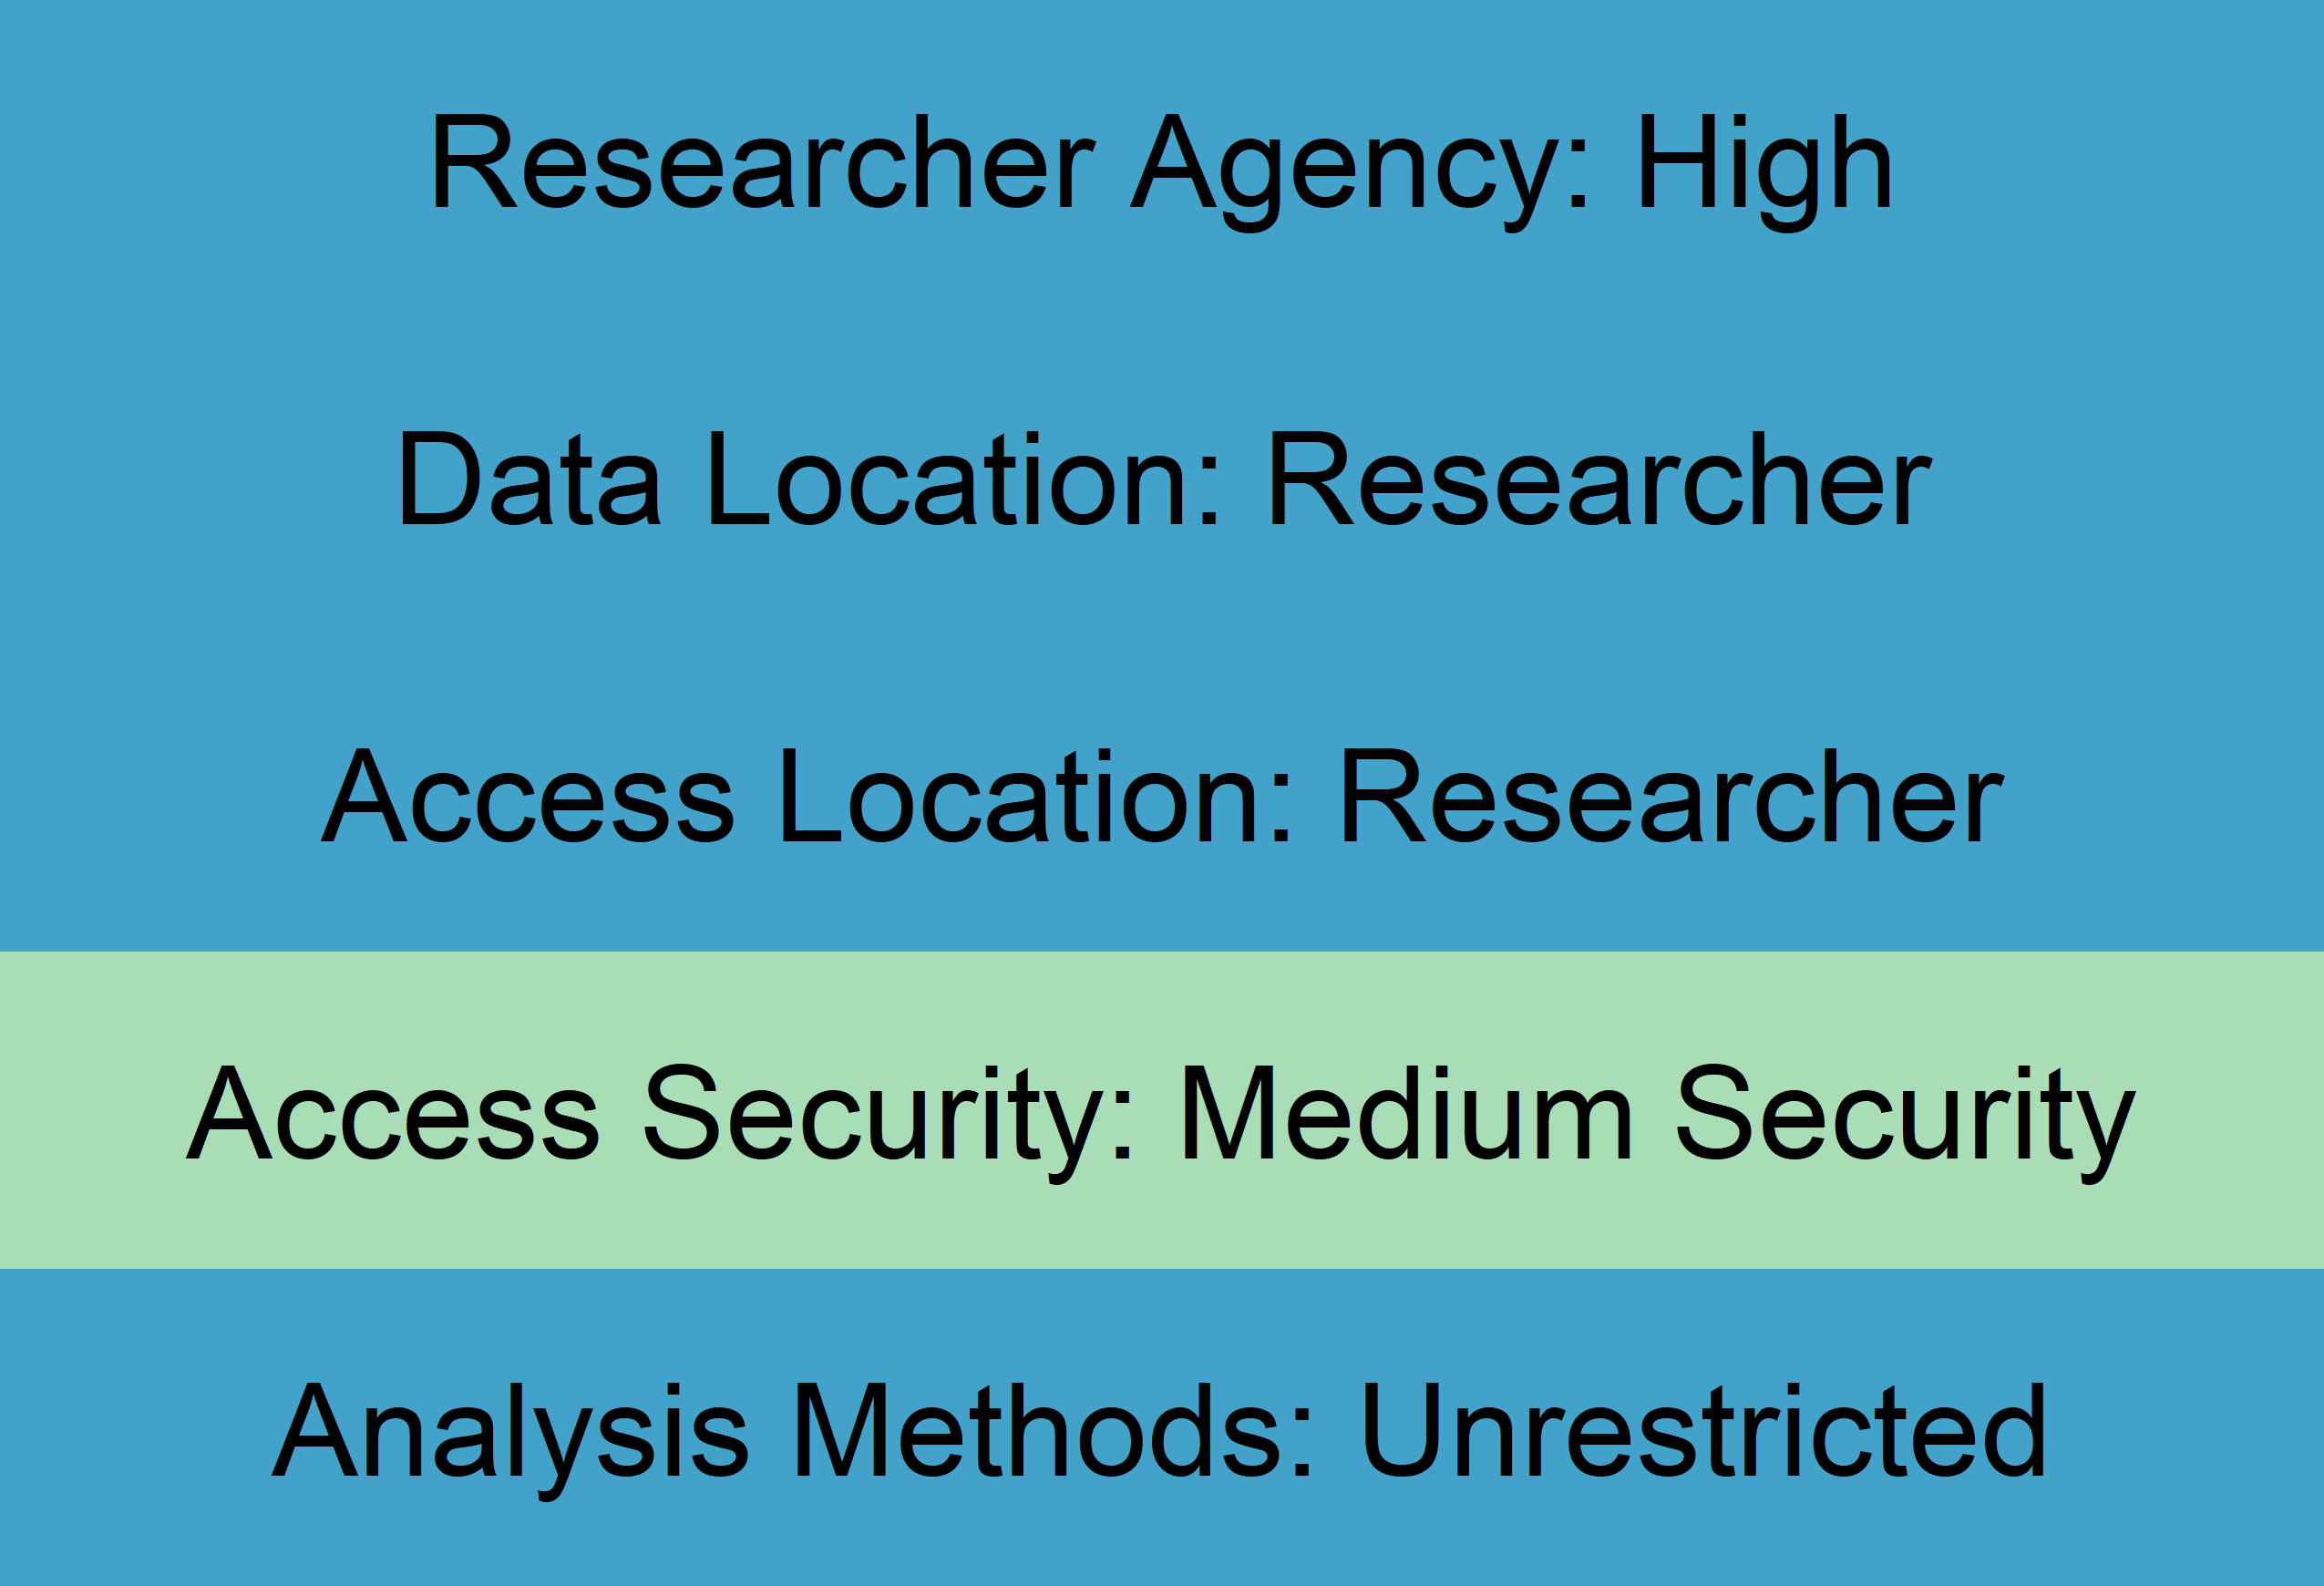 Researcher Agency: High
Data Location: Researcher
Access Location: Researcher
Access Security: Medium Security
Analysis Methods: Unrestricted